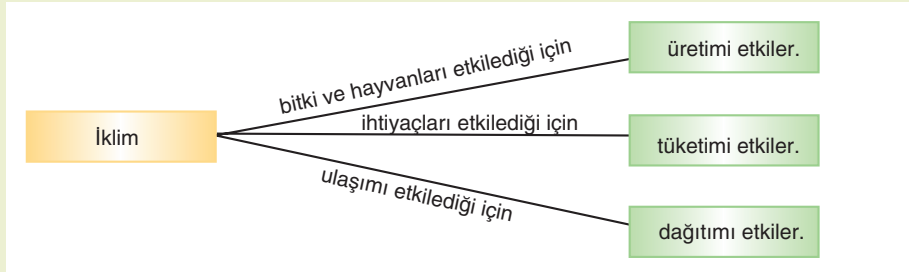 İklim
bitki ve hayvanları etkilediği için
üretimi etkiler.
ihtiyaçları etkilediği için
tüketimi etkiler.
ulaşımı etkilediği için
dağıtımı etkiler.